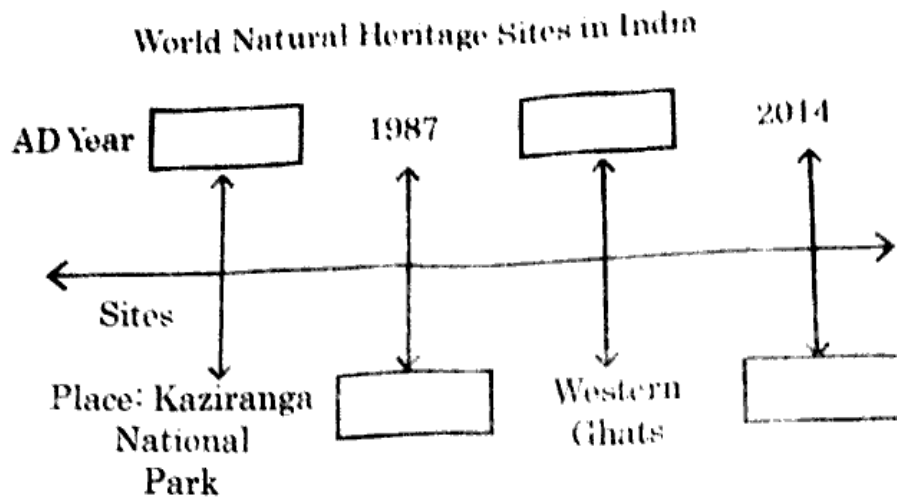 World Natural Heritage Sites in India
AD Year
1987
2014
Sites
Place: Kaziranga
National
Park
Western
Ghats